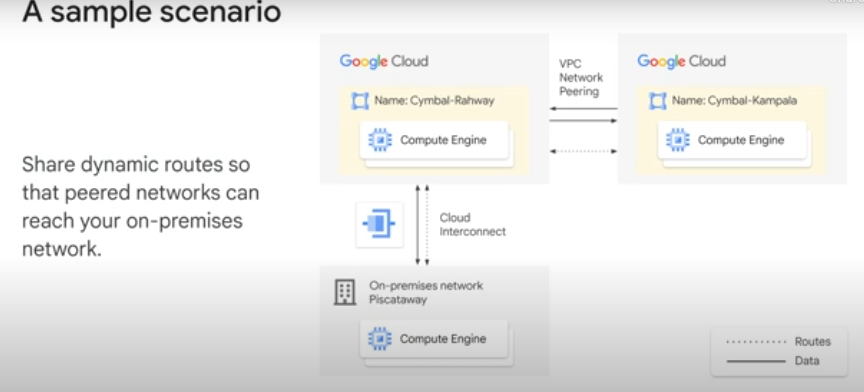 A sample scenario
Share dynamic routes so
that peered networks can
reach your on-premises
network.
Google Cloud
Name: Cymbal-Rahway
Compute Engine
VPC
Network
Peering
Google Cloud
Name: Cymbal-Kampala
Compute Engine
Cloud
Interconnect
On-premises network
Piscataway
Compute Engine
Routes
Data